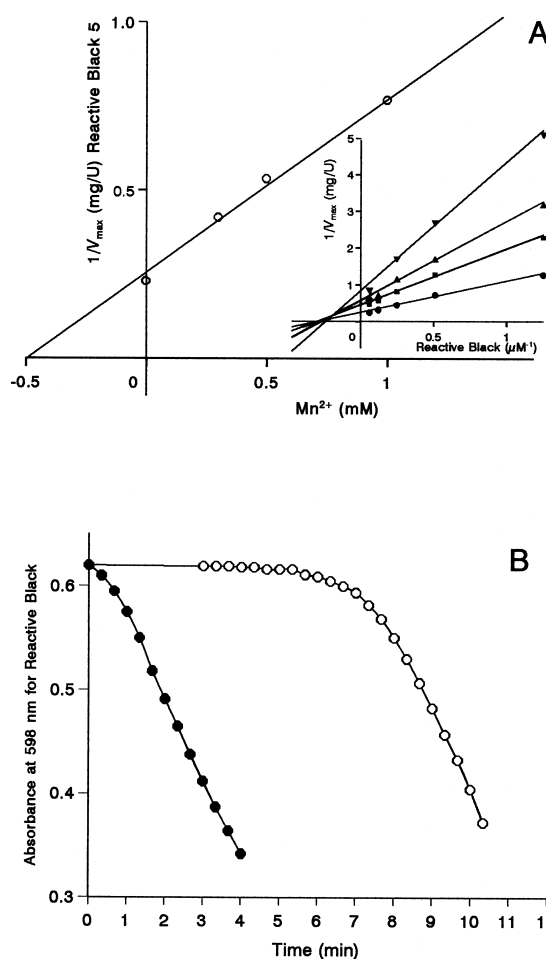 A
1/Vmax (mg/U) Reactive Black 5
1.0
0.5
-0.5
0
0.5
1
Mn2+ (mM)
1/Vmax (mg/U)
5
4
3
2
1
0
0.5
1
Reactive Black (µM-1)
B
Absorbance at 598 nm for Reactive Black
0.6
0.5
0.4
0.3
0 1 2 3 4 5 6 7 8 9 10 11 12
Time (min)